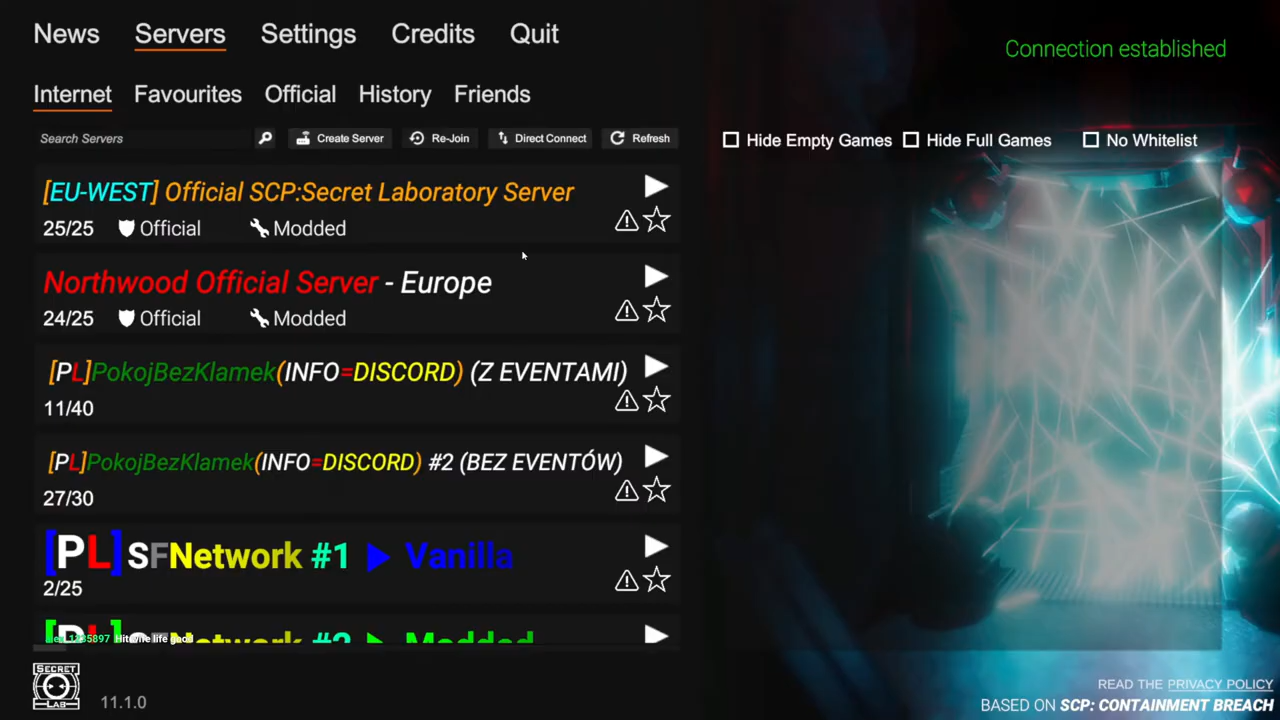 News Servers Settings Credits Quit
Connection established
Internet Favourites Official History Friends
Search Servers Create Server Re-Join Direct Connect Refresh
Hide Empty Games Hide Full Games No Whitelist
[EU-WEST] Official SCP:Secret Laboratory Server
25/25 Official Modded
Northwood Official Server - Europe
24/25 Official Modded
[PL]PokojBezKlamek(INFO=DISCORD) (Z EVENTAMI)
11/40
[PL]PokojBezKlamek(INFO=DISCORD) #2 (BEZ EVENTÓW)
27/30
[PL] SFNetwork #1 ▶ Vanilla
2/25
[PL] SFNetwork #2 ▶ Modded
SECRET
LAB
11.1.0
READ THE PRIVACY POLICY
BASED ON SCP: CONTAINMENT BREACH